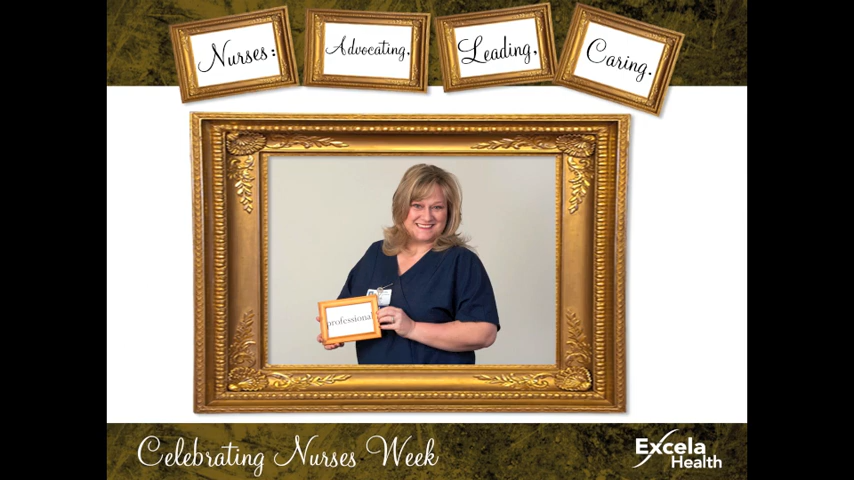 Nurses:
Advocating,
Leading,
Caring.
professional
Celebrating Nurses Week
Excela
Health